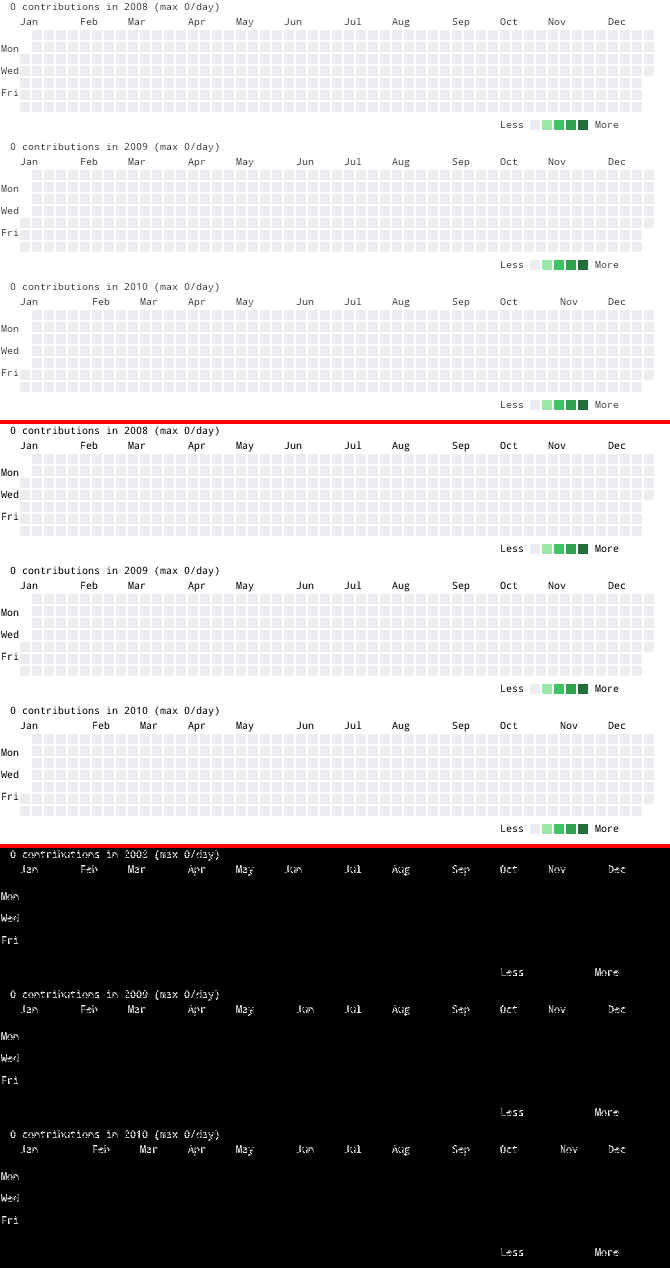 0 contributions in 2008 (max 0/day)
Jan Feb Mar Apr May Jun Jul Aug Sep Oct Nov Dec
Mon
Wed
Fri
Less More
0 contributions in 2009 (max 0/day)
Jan Feb Mar Apr May Jun Jul Aug Sep Oct Nov Dec
Mon
Wed
Fri
Less More
0 contributions in 2010 (max 0/day)
Jan Feb Mar Apr May Jun Jul Aug Sep Oct Nov Dec
Mon
Wed
Fri
Less More
0 contributions in 2008 (max 0/day)
Jan Feb Mar Apr May Jun Jul Aug Sep Oct Nov Dec
Mon
Wed
Fri
Less More
0 contributions in 2009 (max 0/day)
Jan Feb Mar Apr May Jun Jul Aug Sep Oct Nov Dec
Mon
Wed
Fri
Less More
0 contributions in 2010 (max 0/day)
Jan Feb Mar Apr May Jun Jul Aug Sep Oct Nov Dec
Mon
Wed
Fri
Less More
0 contributions in 2008 (max 0/day)
Jan Feb Mar Apr May Jun Jul Aug Sep Oct Nov Dec
Mon
Wed
Fri
Less More
0 contributions in 2009 (max 0/day)
Jan Feb Mar Apr May Jun Jul Aug Sep Oct Nov Dec
Mon
Wed
Fri
Less More
0 contributions in 2010 (max 0/day)
Jan Feb Mar Apr May Jun Jul Aug Sep Oct Nov Dec
Mon
Wed
Fri
Less More